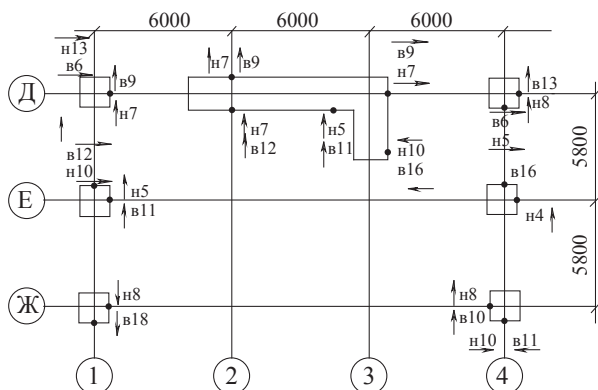 6000 6000 6000
н13
в6
в9
н7
н7 в9
в9
н7
в13
н8
Д
н7
в12
н5
в11
н10
в16
в6
н5
в12
н10
н5
в11
в16
н4
Е
5800
5800
н8
в18
н8
в10
Ж
н10 в11
1 2 3 4